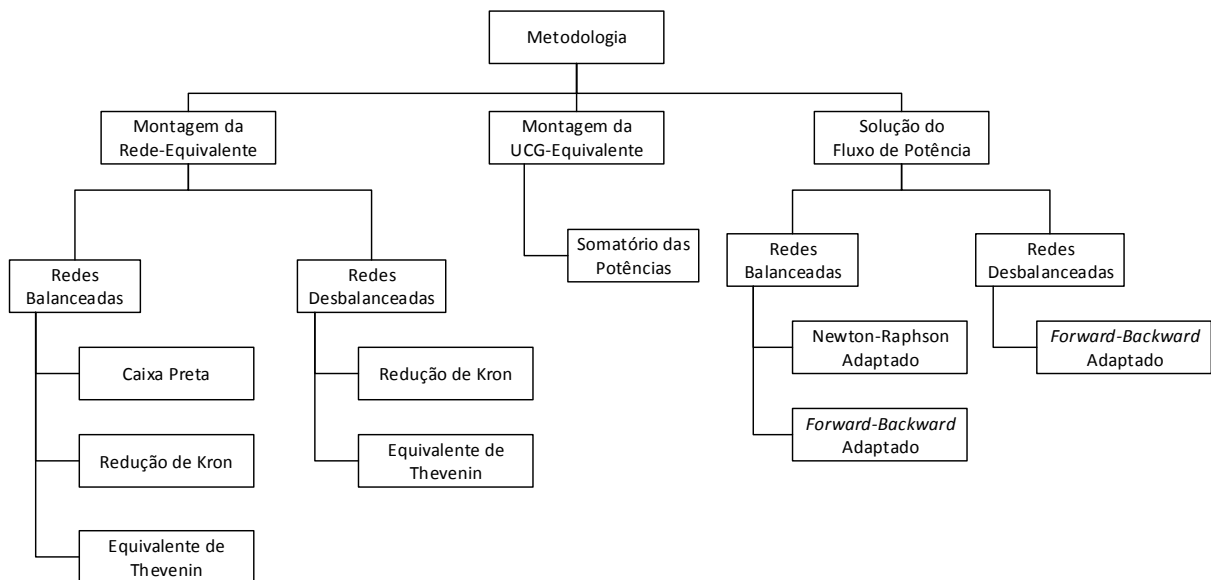 Metodologia
Montagem da
Rede-Equivalente
Montagem da
UCG-Equivalente
Solução do
Fluxo de Potência
Redes
Balanceadas
Redes
Desbalanceadas
Somatório das
Potências
Redes
Balanceadas
Redes
Desbalanceadas
Caixa Preta
Redução de Kron
Equivalente de
Thevenin
Redução de Kron
Equivalente de
Thevenin
Newton-Raphson
Adaptado
Forward-Backward
Adaptado
Forward-Backward
Adaptado